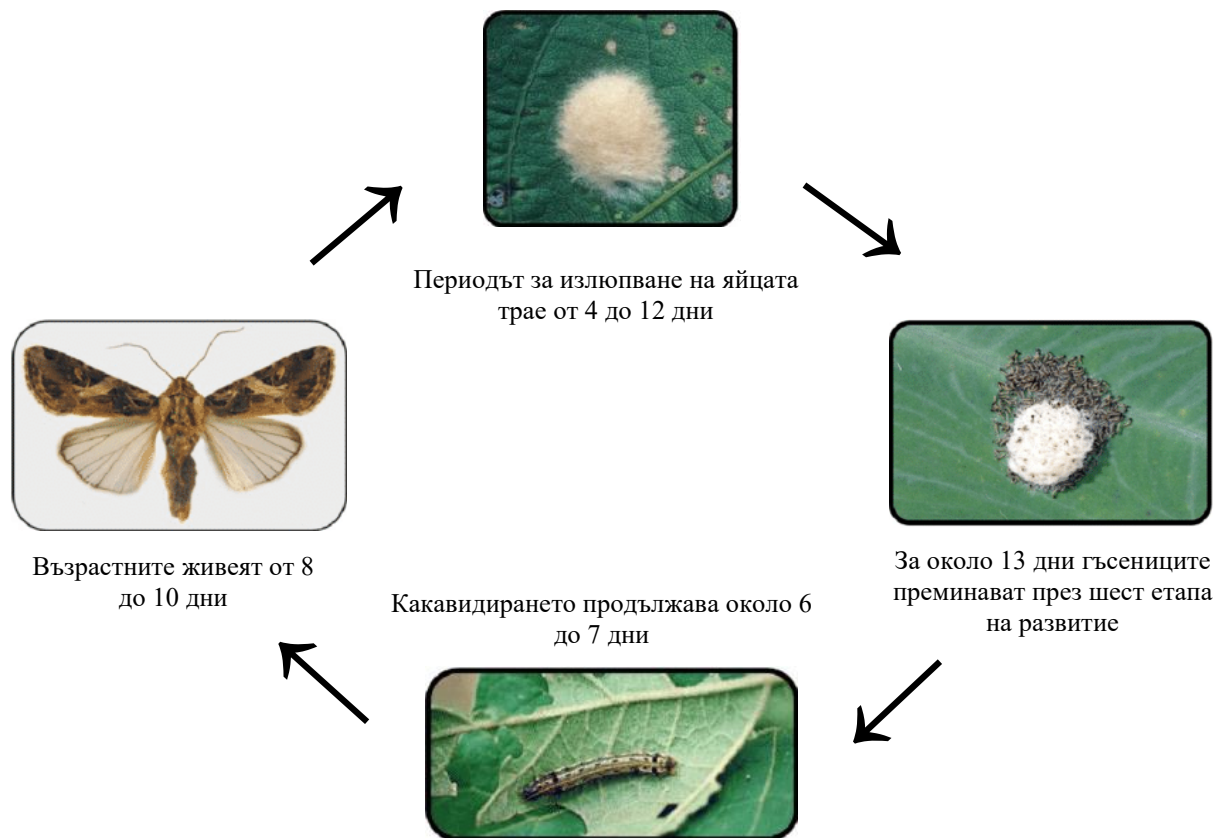 Периодът за излюпване на яйцата
трае от 4 до 12 дни
За около 13 дни гъсениците
преминават през шест етапа
на развитие
Какавидирането продължава около 6
до 7 дни
Възрастните живеят от 8
до 10 дни